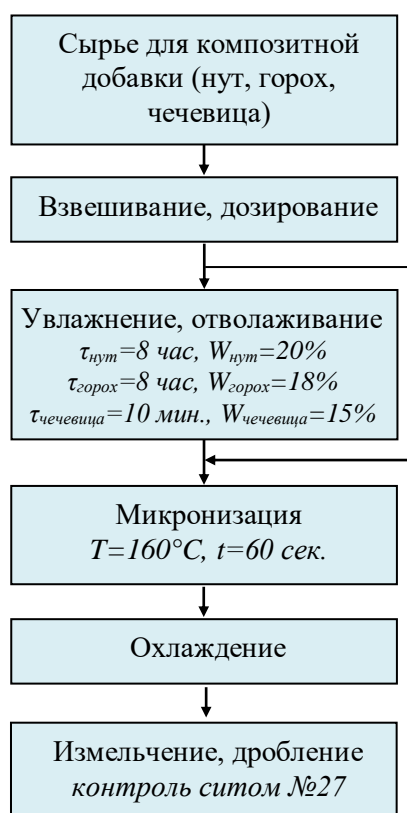 Сырье для композитной
добавки (нут, горох,
чечевица)
Взвешивание, дозирование
Увлажнение, отволаживание
τнут=8 час, Wнут=20%
τгорох=8 час, Wгорох=18%
τчечевица=10 мин., Wчечевица=15%
Микронизация
T=160°C, t=60 сек.
Охлаждение
Измельчение, дробление
контроль ситом №27